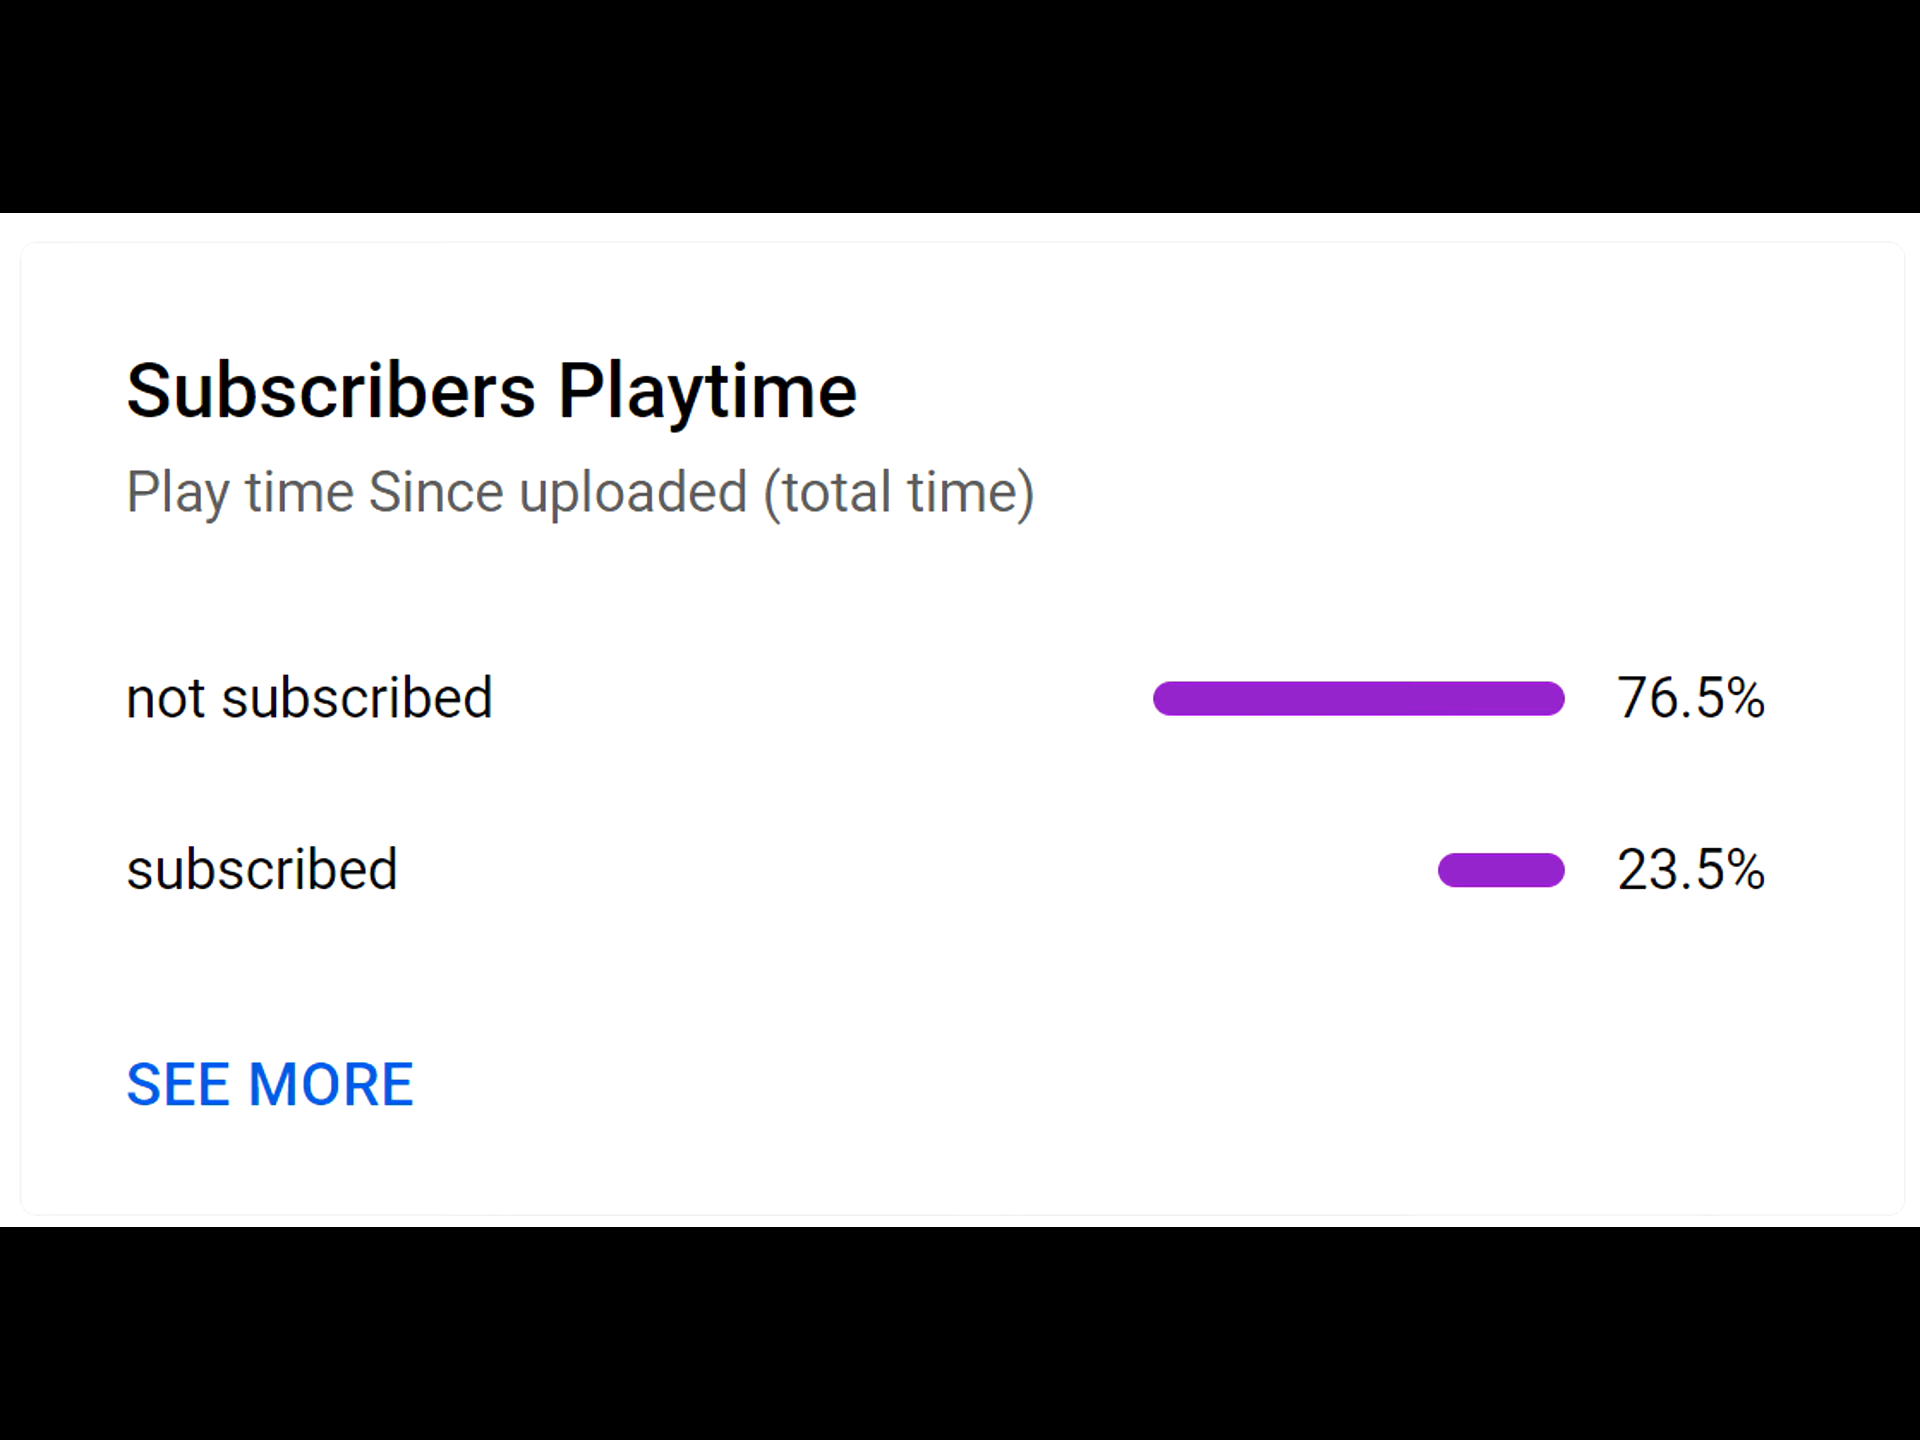 Subscribers Playtime
Play time Since uploaded (total time)
not subscribed 76.5%
subscribed 23.5%
SEE MORE